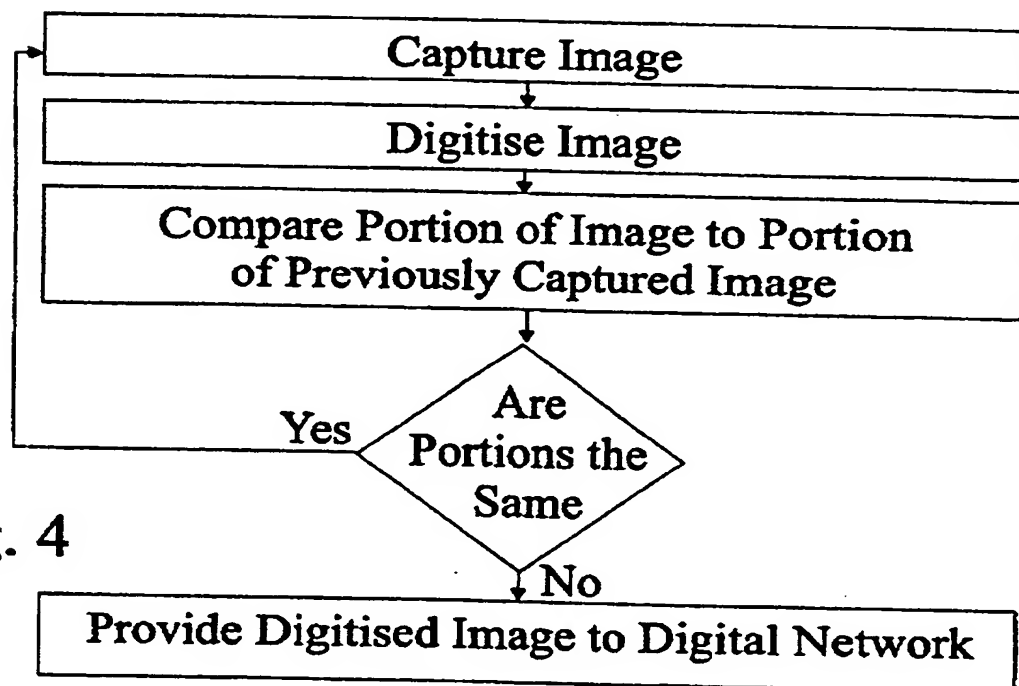 Capture Image
Digitise Image
Compare Portion of Image to Portion
of Previously Captured Image
Are
Portions the
Same
Yes
. 4
No
Provide Digitised Image to Digital Network